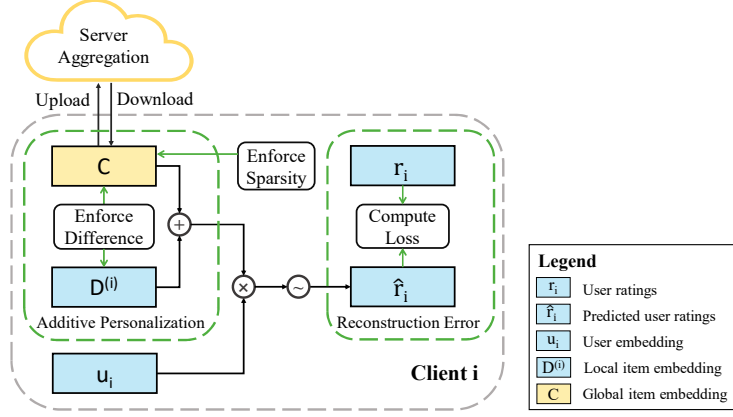 Server
Aggregation
Upload
Download
C
Enforce
Sparsity
r_i
Enforce
Difference
+
Compute
Loss
D^(i)
×
~
r̂_i
Additive Personalization
Reconstruction Error
u_i
Client i
Legend
r_i User ratings
r̂_i Predicted user ratings
u_i User embedding
D^(i) Local item embedding
C Global item embedding